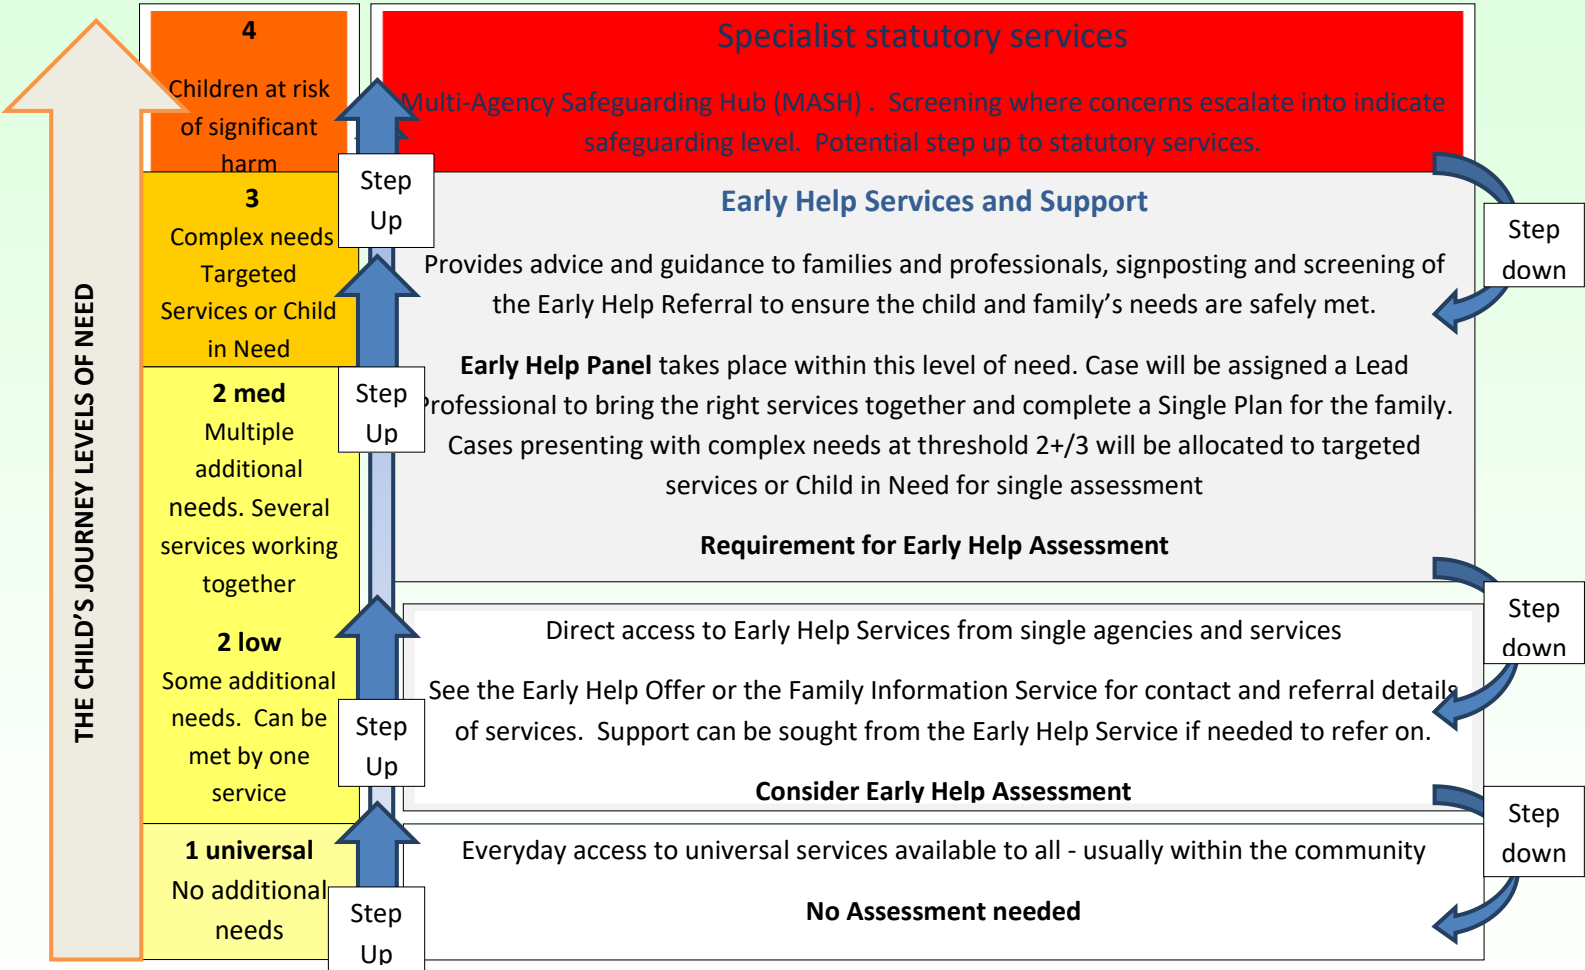 THE CHILD'S JOURNEY LEVELS OF NEED
4
Children at risk
of significant
harm
3
Complex needs
Targeted
Services or Child
in Need
2 med
Multiple
additional
needs. Several
services working
together
2 low
Some additional
needs. Can be
met by one
service
1 universal
No additional
needs
Step
Up
Step
Up
Step
Up
Step
Up
Specialist statutory services
Multi-Agency Safeguarding Hub (MASH) . Screening where concerns escalate into indicate
safeguarding level. Potential step up to statutory services.
Early Help Services and Support
Provides advice and guidance to families and professionals, signposting and screening of
the Early Help Referral to ensure the child and family's needs are safely met.
Early Help Panel takes place within this level of need. Case will be assigned a Lead
Professional to bring the right services together and complete a Single Plan for the family.
Cases presenting with complex needs at threshold 2+/3 will be allocated to targeted
services or Child in Need for single assessment
Requirement for Early Help Assessment
Direct access to Early Help Services from single agencies and services
See the Early Help Offer or the Family Information Service for contact and referral details
of services. Support can be sought from the Early Help Service if needed to refer on.
Consider Early Help Assessment
Everyday access to universal services available to all - usually within the community
No Assessment needed
Step
down
Step
down
Step
down